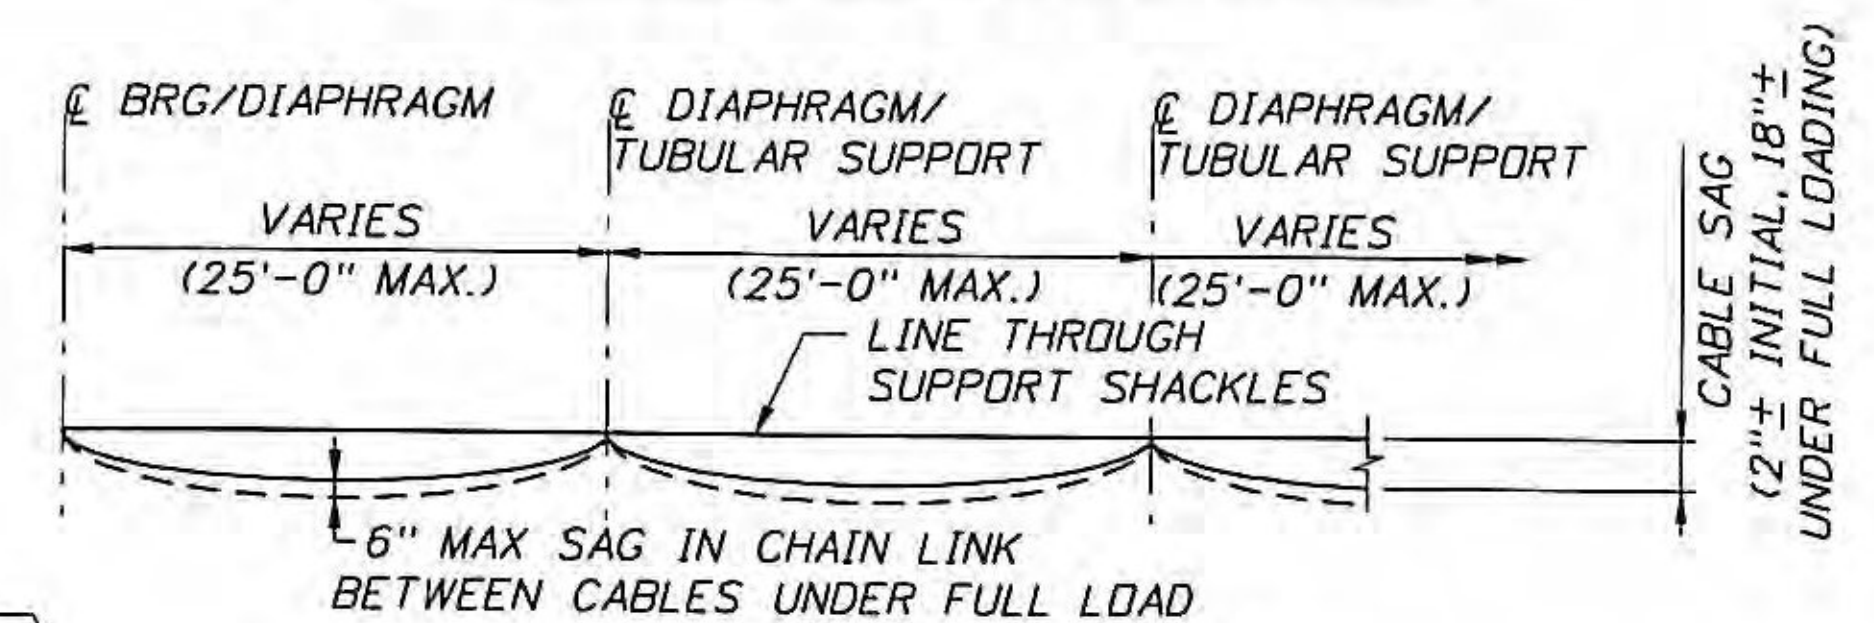 ℄ BRG/DIAPHRAGM
℄ DIAPHRAGM/
TUBULAR SUPPORT
℄ DIAPHRAGM/
TUBULAR SUPPORT
VARIES
(25'-0" MAX.)
VARIES
(25'-0" MAX.)
VARIES
(25'-0" MAX.)
LINE THROUGH
SUPPORT SHACKLES
6" MAX SAG IN CHAIN LINK
BETWEEN CABLES UNDER FULL LOAD
CABLE SAG
(2"± INITIAL, 18"±
UNDER FULL LOADING)